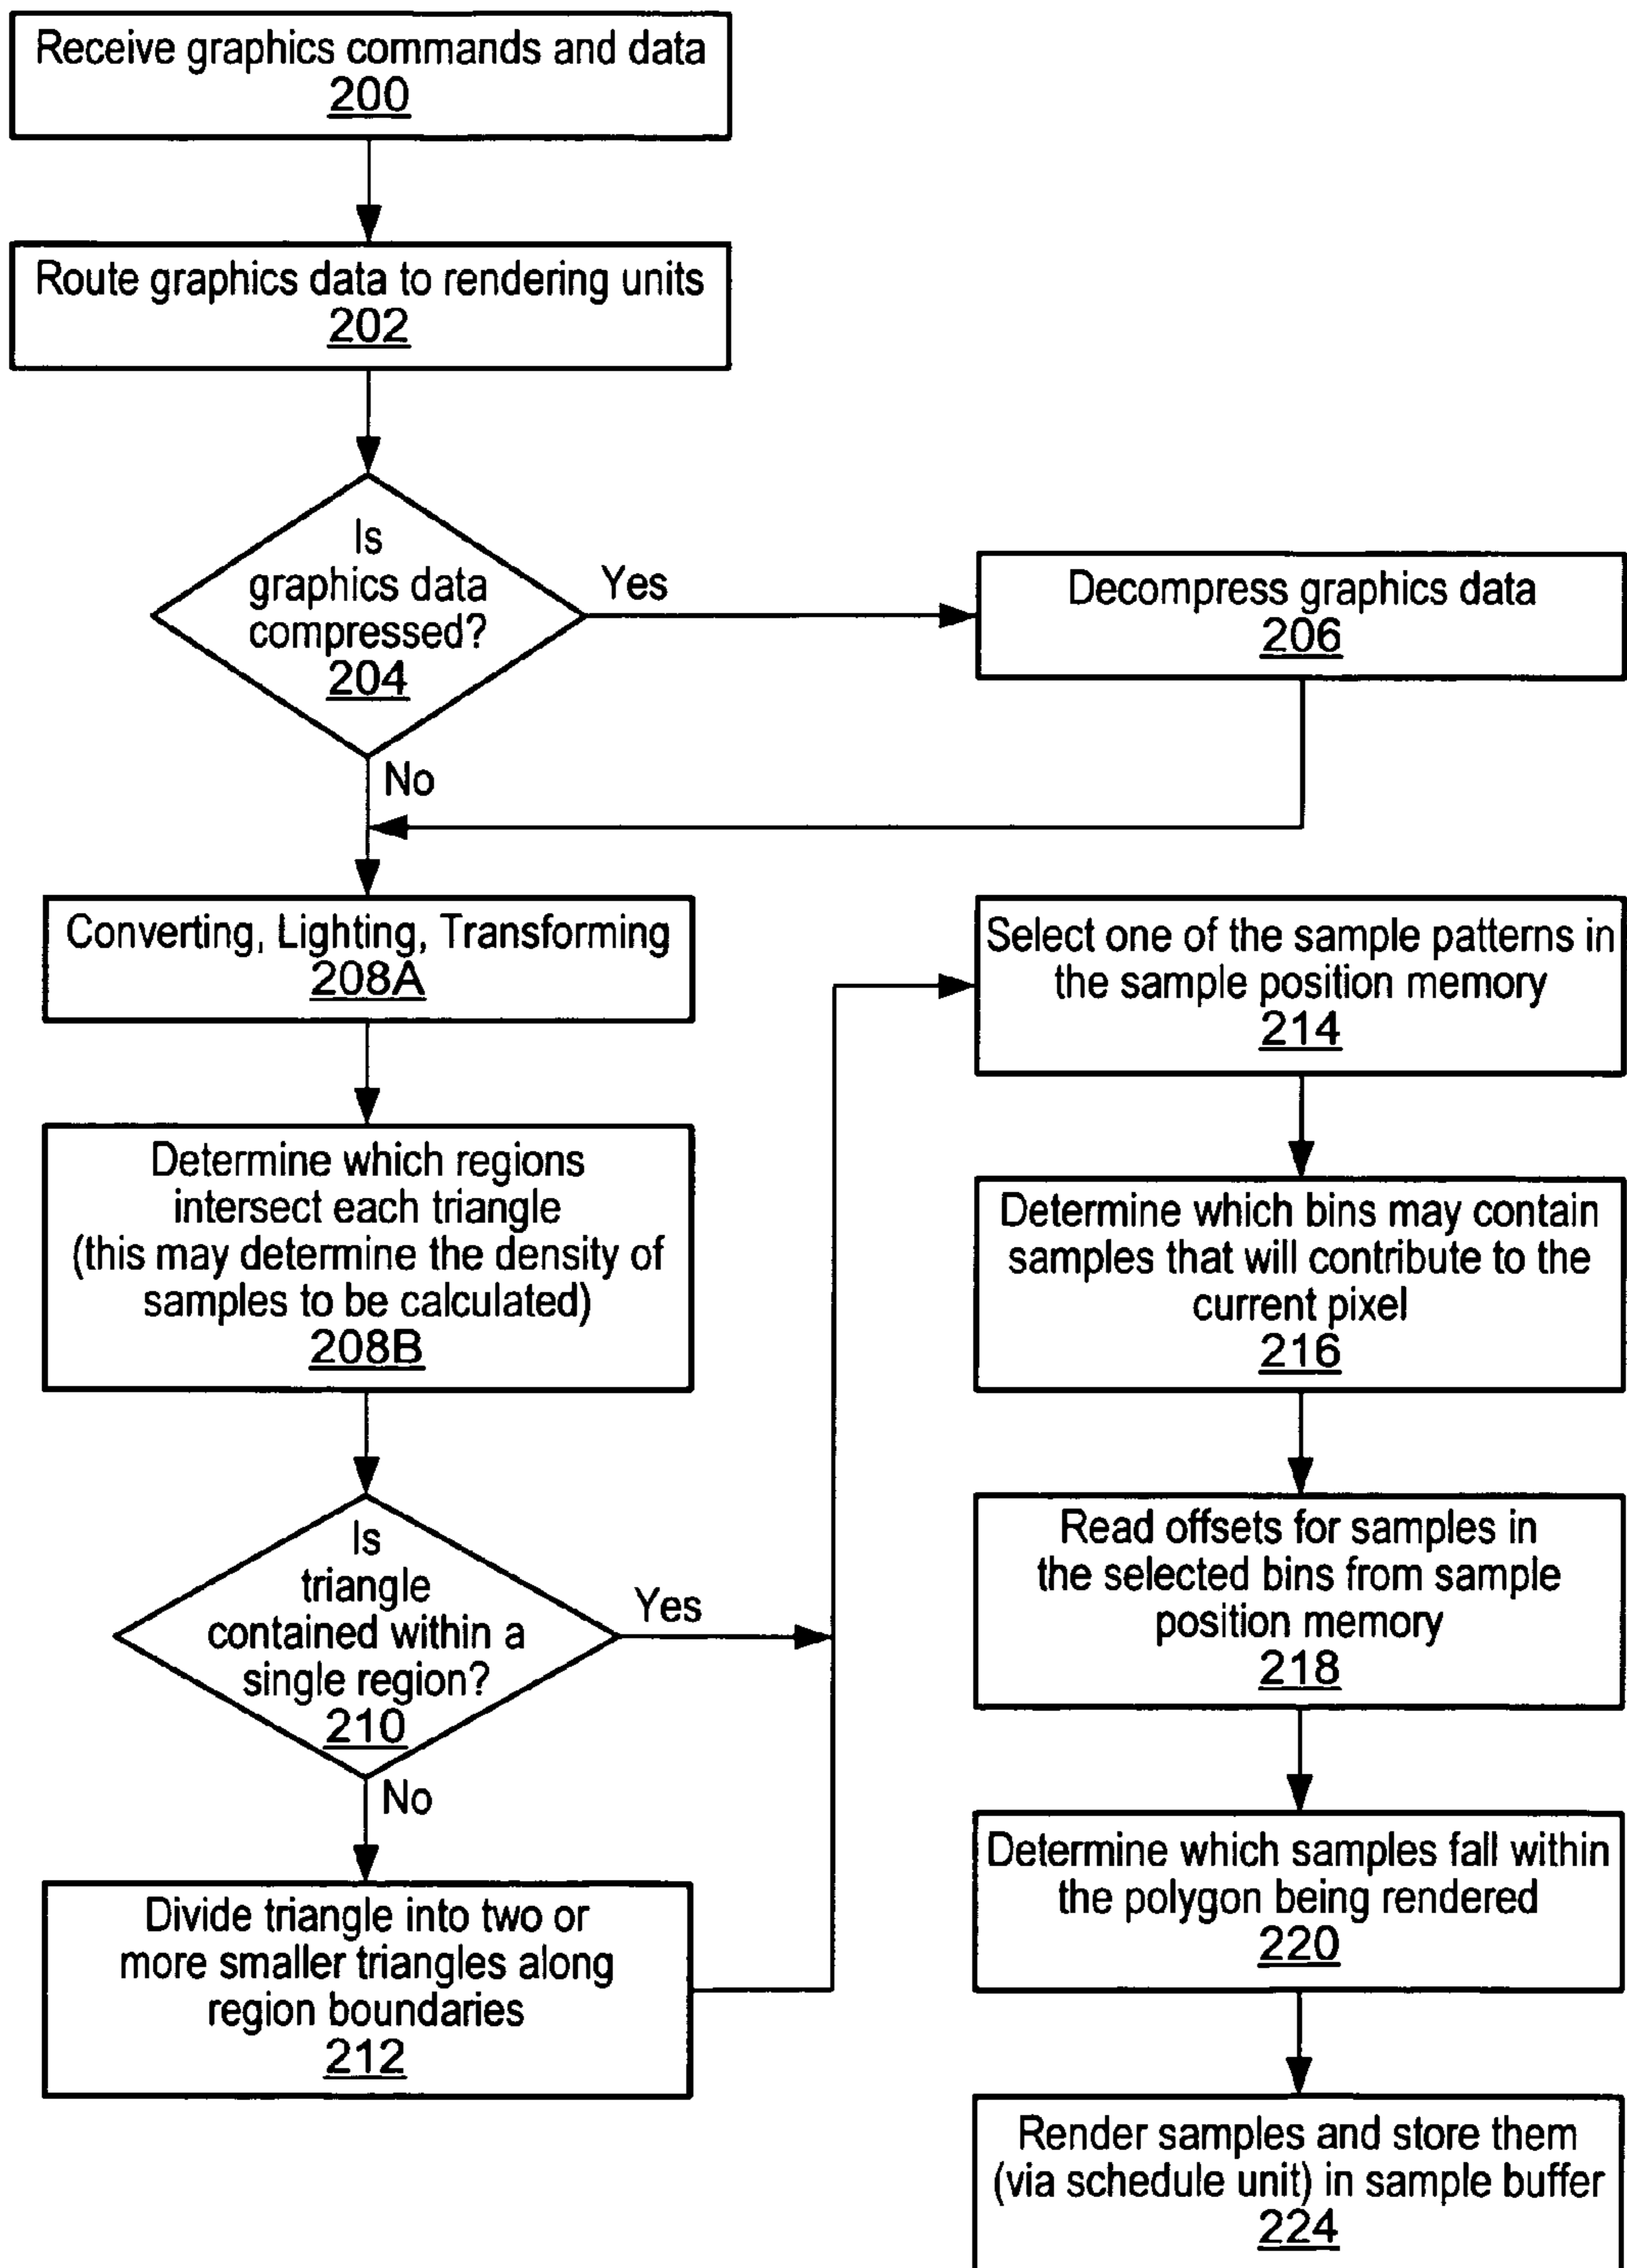 Receive graphics commands and data
200
Route graphics data to rendering units
202
Is
graphics data
compressed?
204
Yes
Decompress graphics data
206
No
Converting, Lighting, Transforming
208A
Determine which regions
intersect each triangle
(this may determine the density of
samples to be calculated)
208B
Is
triangle
contained within a
single region?
210
Yes
No
Divide triangle into two or
more smaller triangles along
region boundaries
212
Select one of the sample patterns in
the sample position memory
214
Determine which bins may contain
samples that will contribute to the
current pixel
216
Read offsets for samples in
the selected bins from sample
position memory
218
Determine which samples fall within
the polygon being rendered
220
Render samples and store them
(via schedule unit) in sample buffer
224